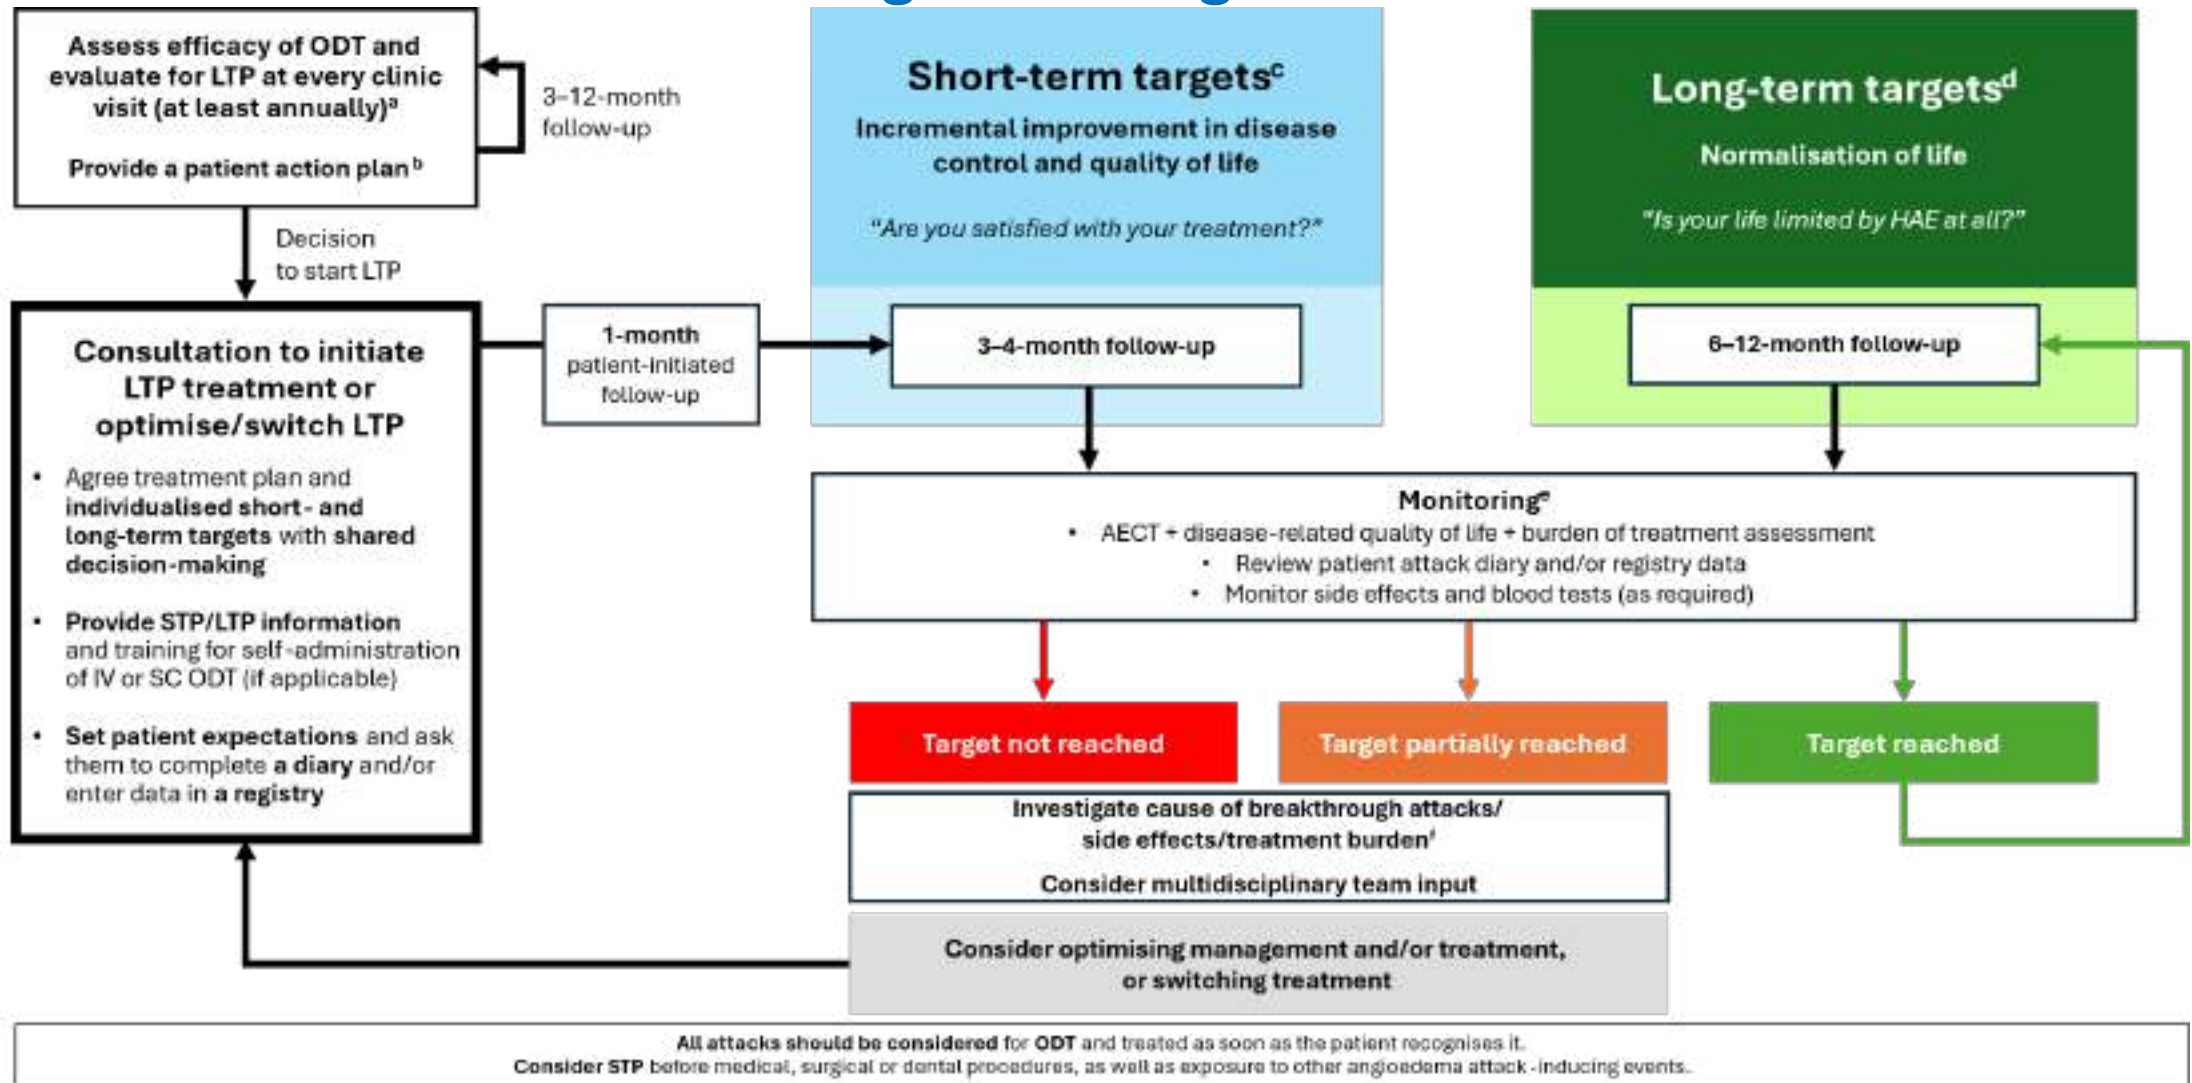 Assess efficacy of ODT and
evaluate for LTP at every clinic
visit (at least annually)ᵃ
Provide a patient action plan ᵇ
3–12-month
follow-up
Decision
to start LTP
Consultation to initiate
LTP treatment or
optimise/switch LTP
• Agree treatment plan and
individualised short- and
long-term targets with shared
decision-making
• Provide STP/LTP information
and training for self-administration
of IV or SC ODT (if applicable)
• Set patient expectations and ask
them to complete a diary and/or
enter data in a registry
1-month
patient-initiated
follow-up
Short-term targetsᶜ
Incremental improvement in disease
control and quality of life
"Are you satisfied with your treatment?"
3–4-month follow-up
Long-term targetsᵈ
Normalisation of life
"Is your life limited by HAE at all?"
6–12-month follow-up
Monitoringᵉ
• AECT + disease-related quality of life + burden of treatment assessment
• Review patient attack diary and/or registry data
• Monitor side effects and blood tests (as required)
Target not reached
Target partially reached
Target reached
Investigate cause of breakthrough attacks/
side effects/treatment burdenᶠ
Consider multidisciplinary team input
Consider optimising management and/or treatment,
or switching treatment
All attacks should be considered for ODT and treated as soon as the patient recognises it.
Consider STP before medical, surgical or dental procedures, as well as exposure to other angioedema attack-inducing events.